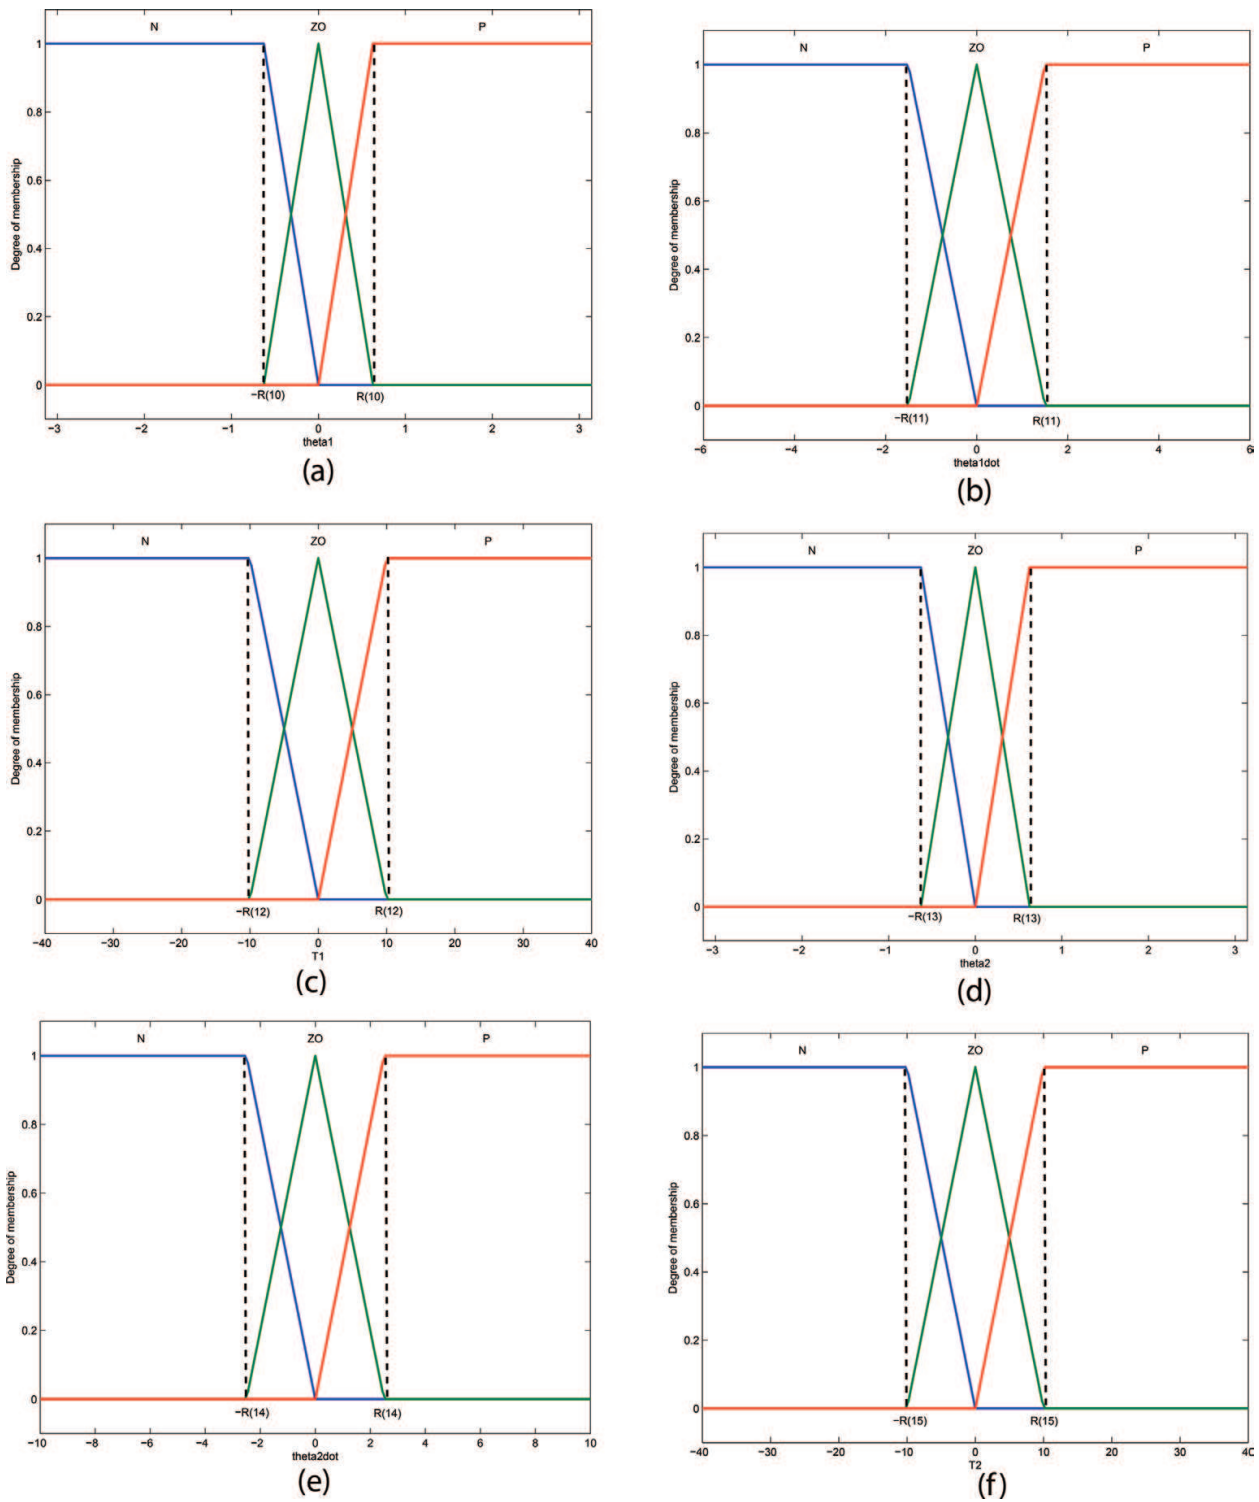 N ZO P
1
0.8
0.6
0.4
0.2
0
Degree of membership
−R(10) R(10)
−3 −2 −1 0 1 2 3
theta1
(a)
N ZO P
1
0.8
0.6
0.4
0.2
0
Degree of membership
−R(11) R(11)
−6 −4 −2 0 2 4 6
theta1dot
(b)
N ZO P
1
0.8
0.6
0.4
0.2
0
Degree of membership
−R(12) R(12)
−40 −30 −20 −10 0 10 20 30 40
T1
(c)
N ZO P
1
0.8
0.6
0.4
0.2
0
Degree of membership
−R(13) R(13)
−3 −2 −1 0 1 2 3
theta2
(d)
N ZO P
1
0.8
0.6
0.4
0.2
0
Degree of membership
−R(14) R(14)
−10 −8 −6 −4 −2 0 2 4 6 8 10
theta2dot
(e)
N ZO P
1
0.8
0.6
0.4
0.2
0
Degree of membership
−R(15) R(15)
−40 −30 −20 −10 0 10 20 30 40
T2
(f)